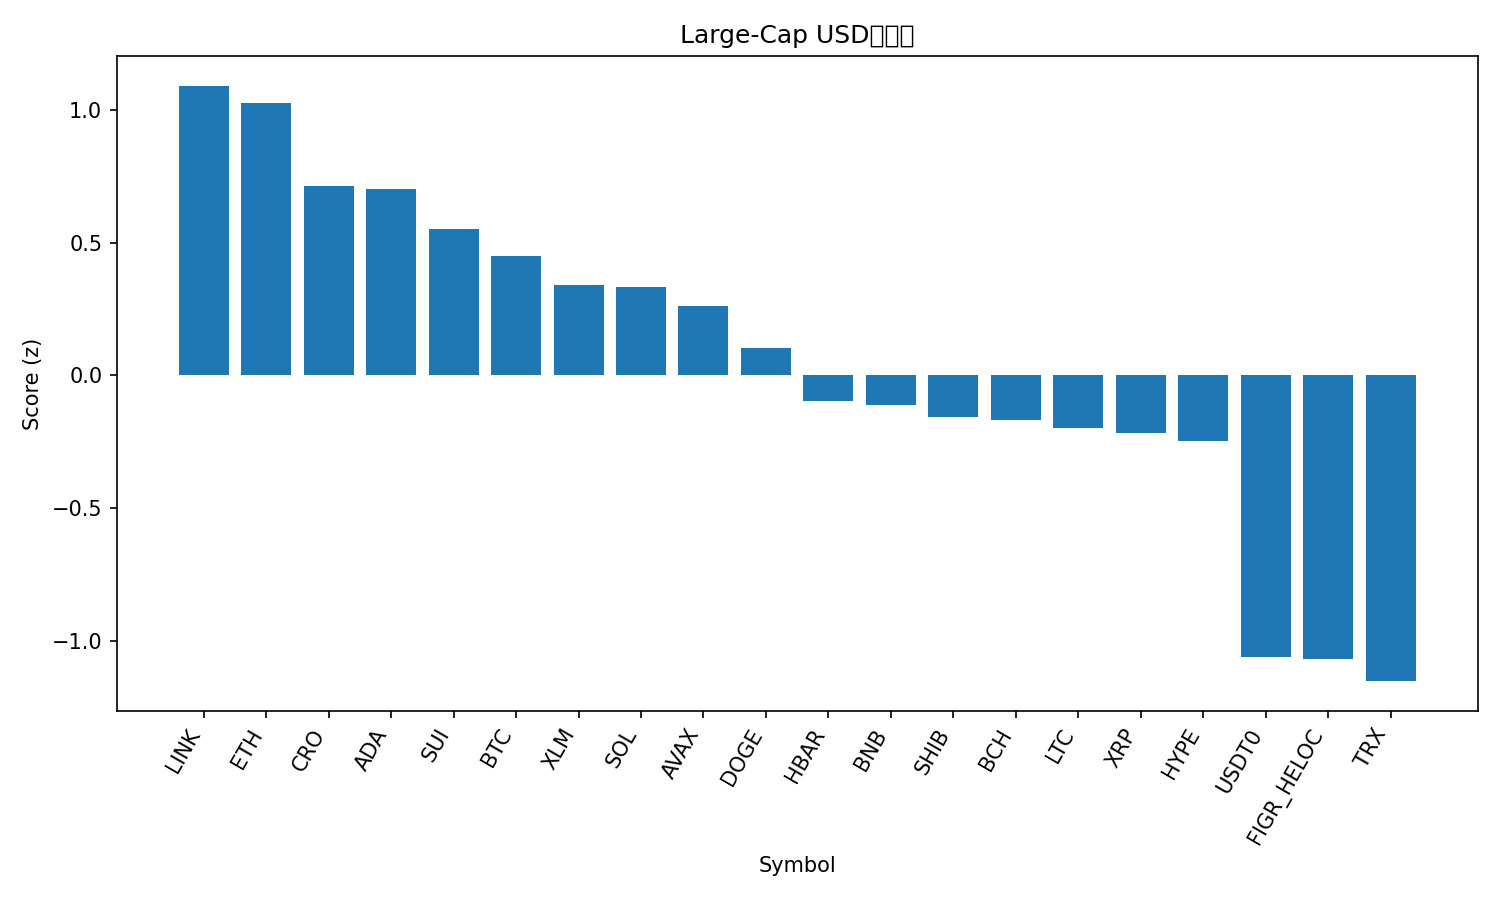 Large-Cap USD
Score (z)
1.0
0.5
0.0
−0.5
−1.0
LINK
ETH
CRO
ADA
SUI
BTC
XLM
SOL
AVAX
DOGE
HBAR
BNB
SHIB
BCH
LTC
XRP
HYPE
USDT0
FIGR_HELOC
TRX
Symbol